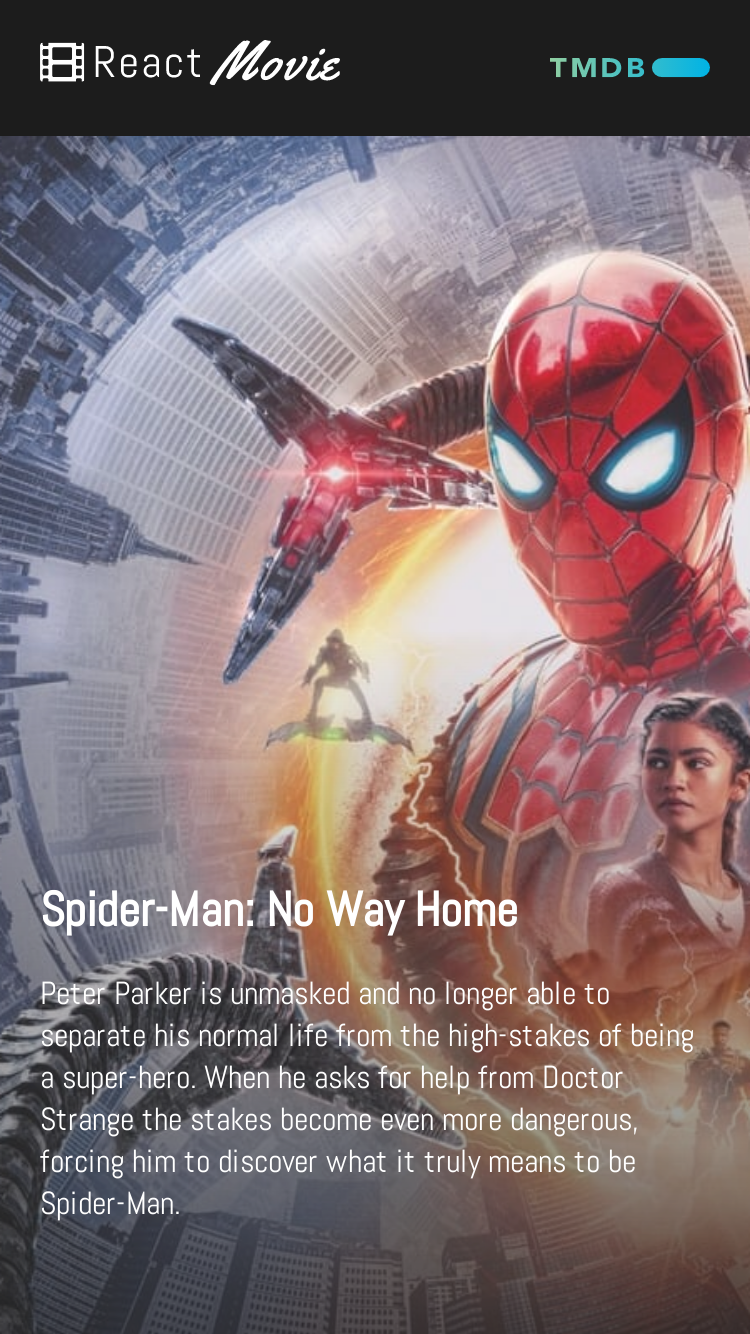 React Movie
TMDB
Spider-Man: No Way Home
Peter Parker is unmasked and no longer able to
separate his normal life from the high-stakes of being
a super-hero. When he asks for help from Doctor
Strange the stakes become even more dangerous,
forcing him to discover what it truly means to be
Spider-Man.